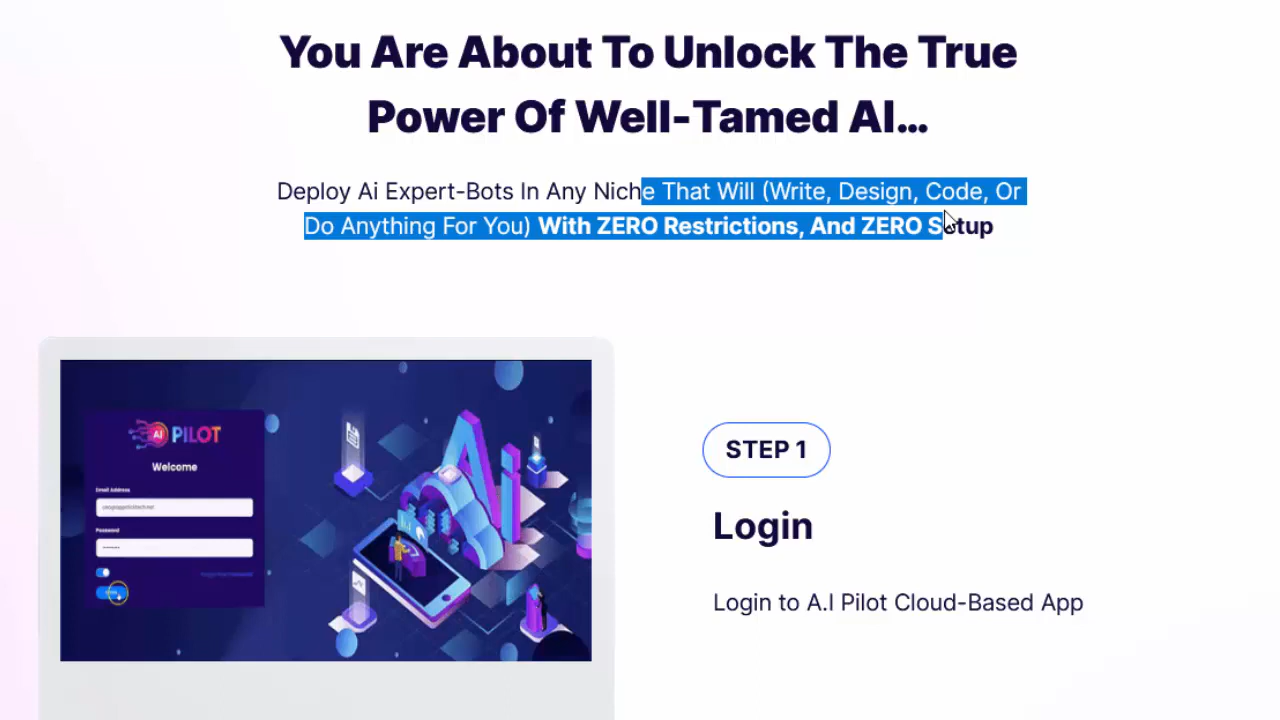 You Are About To Unlock The True
Power Of Well-Tamed AI...
Deploy Ai Expert-Bots In Any Niche That Will (Write, Design, Code, Or
Do Anything For You) With ZERO Restrictions, And ZERO Setup
AI PILOT
Welcome
Email Address
Password
Ai
STEP 1
Login
Login to A.I Pilot Cloud-Based App